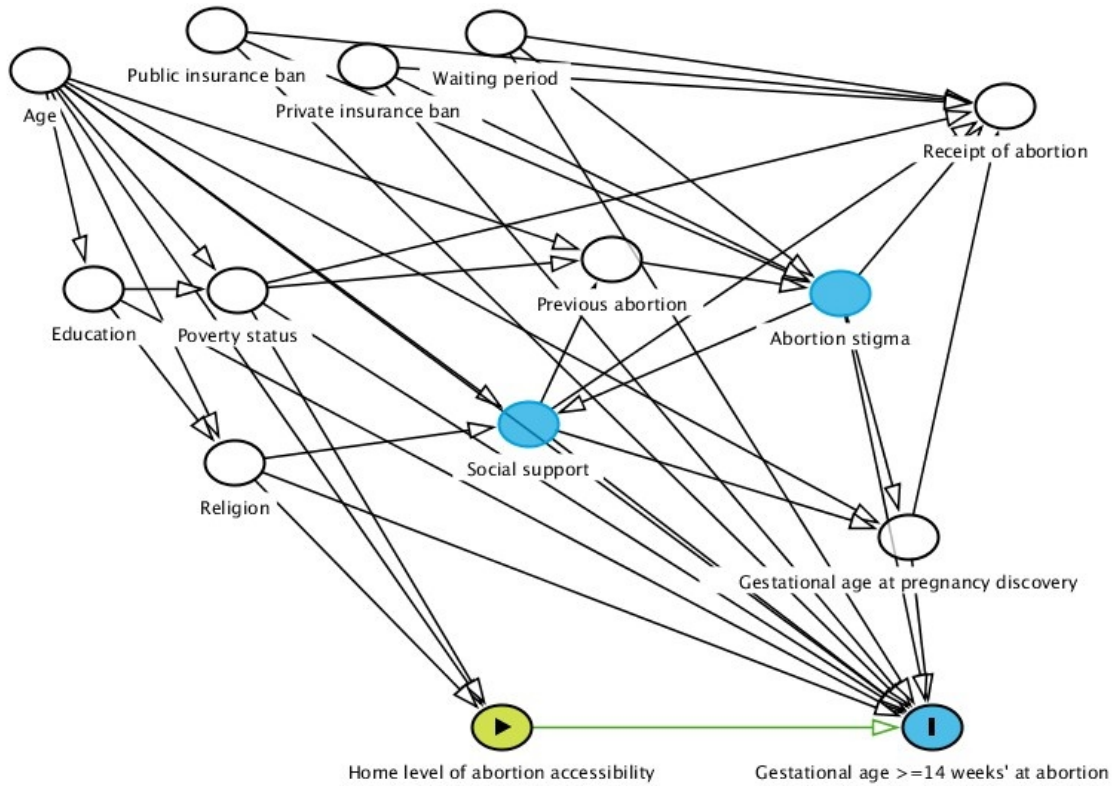 Public insurance ban
Waiting period
Private insurance ban
Age
Receipt of abortion
Previous abortion
Education
Poverty status
Abortion stigma
Social support
Religion
Gestational age at pregnancy discovery
Home level of abortion accessibility
Gestational age >=14 weeks' at abortion